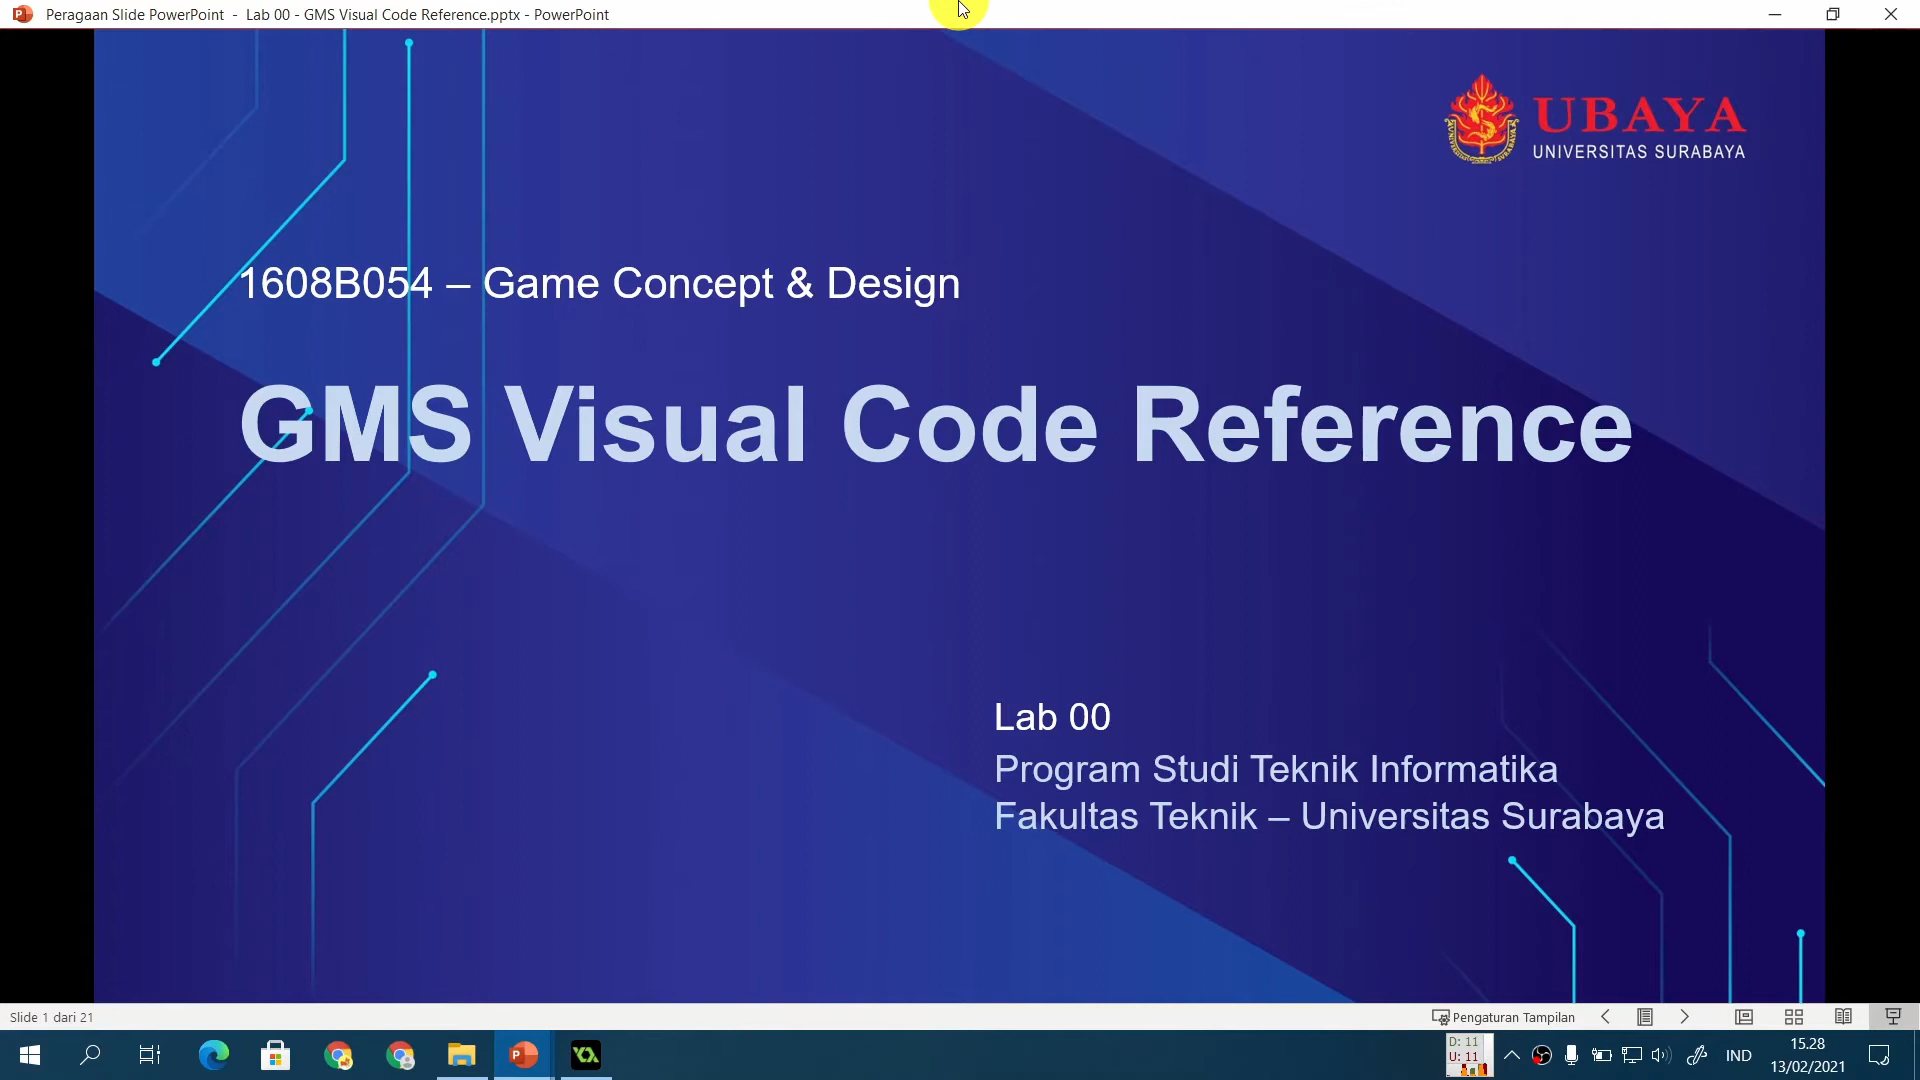 Peragaan Slide PowerPoint - Lab 00 - GMS Visual Code Reference.pptx - PowerPoint
UBAYA
UNIVERSITAS SURABAYA
1608B054 – Game Concept & Design
GMS Visual Code Reference
Lab 00
Program Studi Teknik Informatika
Fakultas Teknik – Universitas Surabaya
Slide 1 dari 21
Pengaturan Tampilan
D: 11
U: 11
IND
15.28
13/02/2021